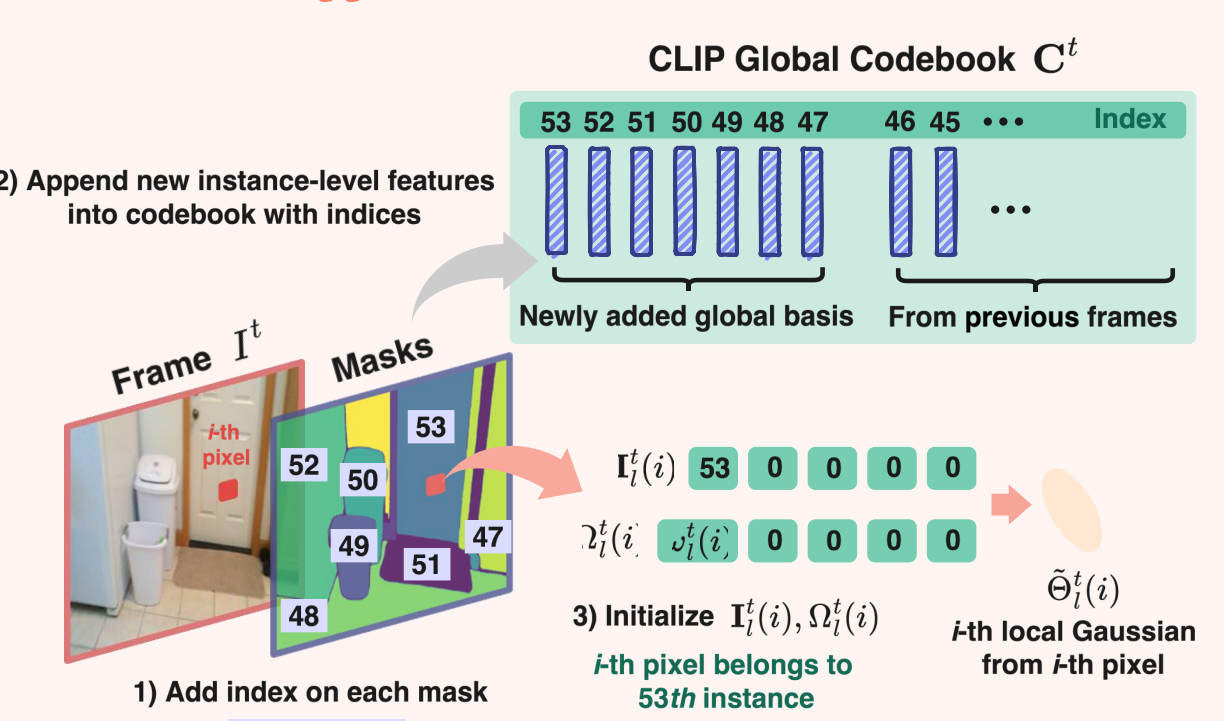 CLIP Global Codebook C^t
53 52 51 50 49 48 47 46 45 ••• Index
2) Append new instance-level features
into codebook with indices
•••
Newly added global basis
From previous frames
Frame I^t
Masks
i-th
pixel
53
52
50
49
47
51
48
I_l^t(i) 53 0 0 0 0
Ω_l^t(i) ω_l^t(i) 0 0 0 0
3) Initialize I_l^t(i), Ω_l^t(i)
i-th pixel belongs to
53th instance
Θ̃_l^t(i)
i-th local Gaussian
from i-th pixel
1) Add index on each mask